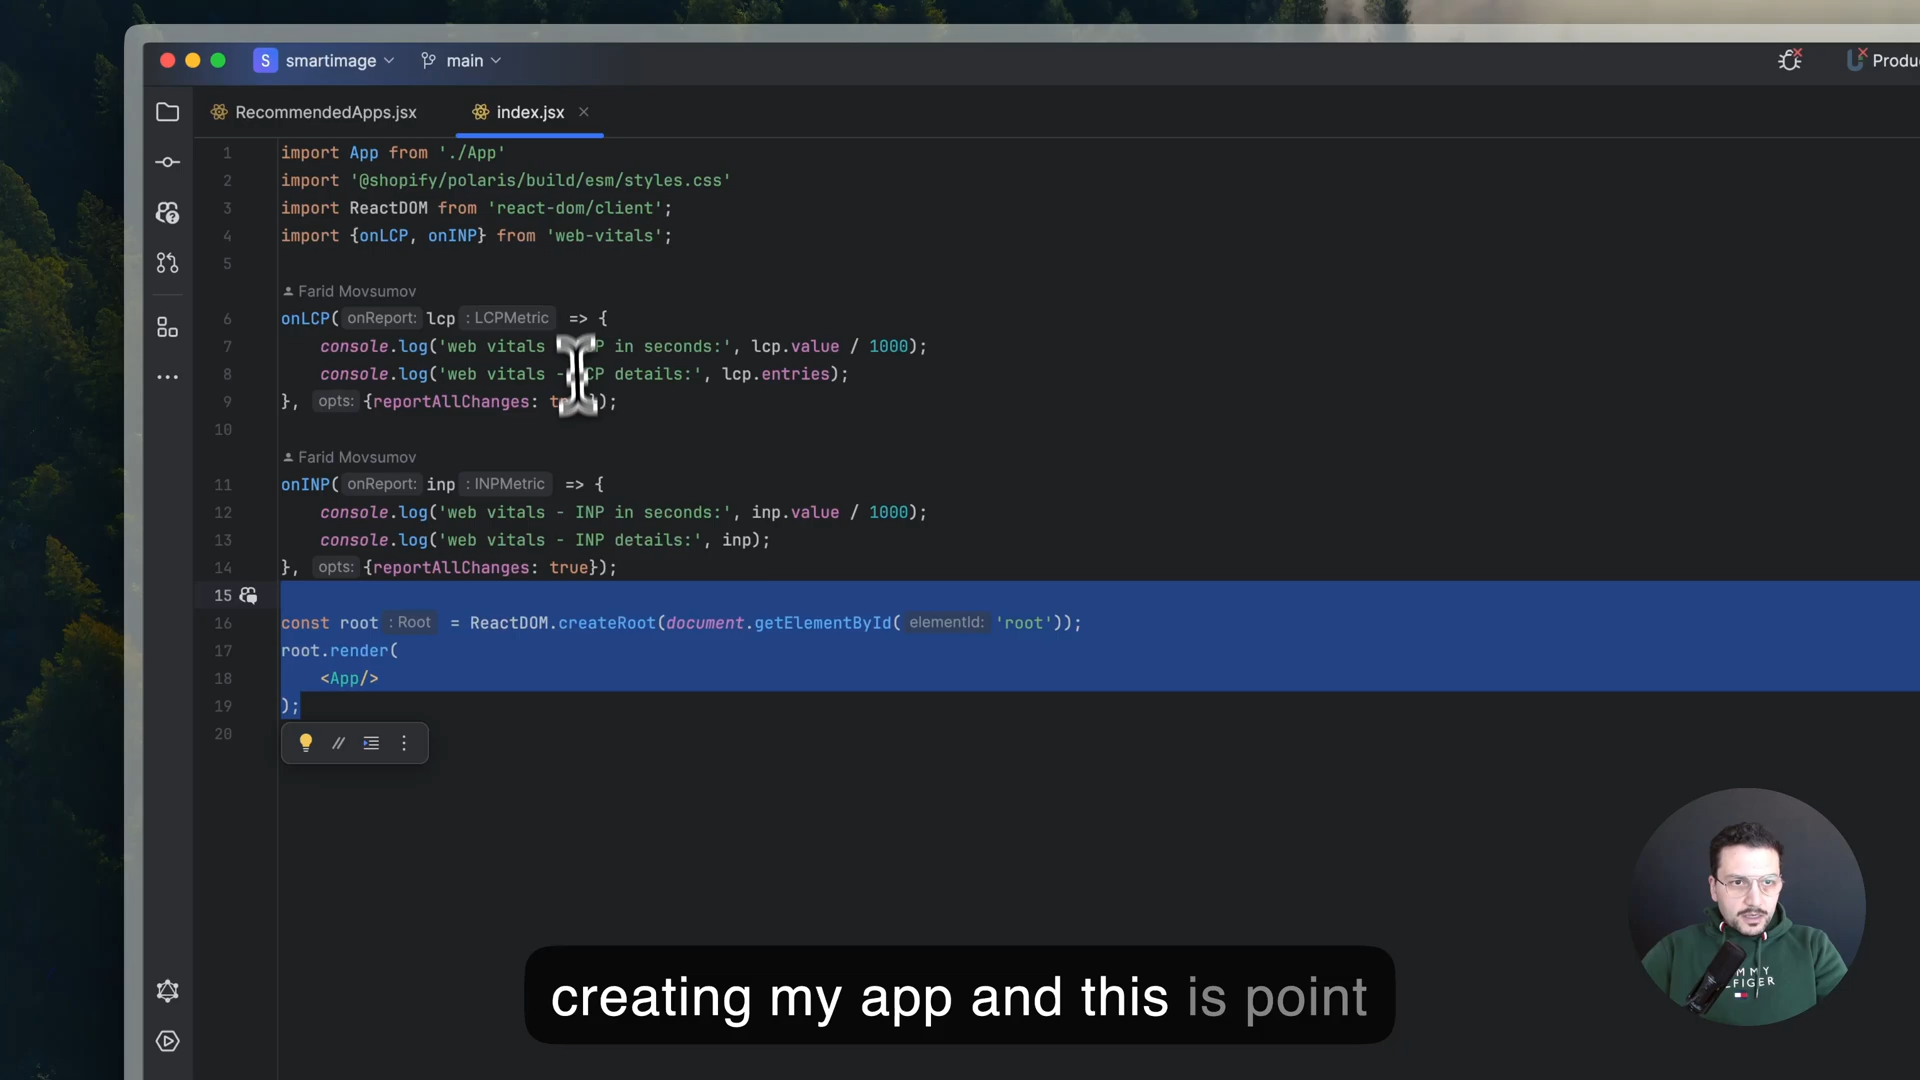 S smartimage main
Produ
RecommendedApps.jsx index.jsx
1 import App from './App'
2 import '@shopify/polaris/build/esm/styles.css'
3 import ReactDOM from 'react-dom/client';
4 import {onLCP, onINP} from 'web-vitals';
5
Farid Movsumov
6 onLCP( onReport: lcp : LCPMetric => {
7 console.log('web vitals P in seconds:', lcp.value / 1000);
8 console.log('web vitals - CP details:', lcp.entries);
9 }, opts: {reportAllChanges: t });
10
Farid Movsumov
11 onINP( onReport: inp : INPMetric => {
12 console.log('web vitals - INP in seconds:', inp.value / 1000);
13 console.log('web vitals - INP details:', inp);
14 }, opts: {reportAllChanges: true});
15
16 const root : Root = ReactDOM.createRoot(document.getElementById( elementId: 'root'));
17 root.render(
18 <App/>
19 );
20
MMY
LFIGER
creating my app and this is point